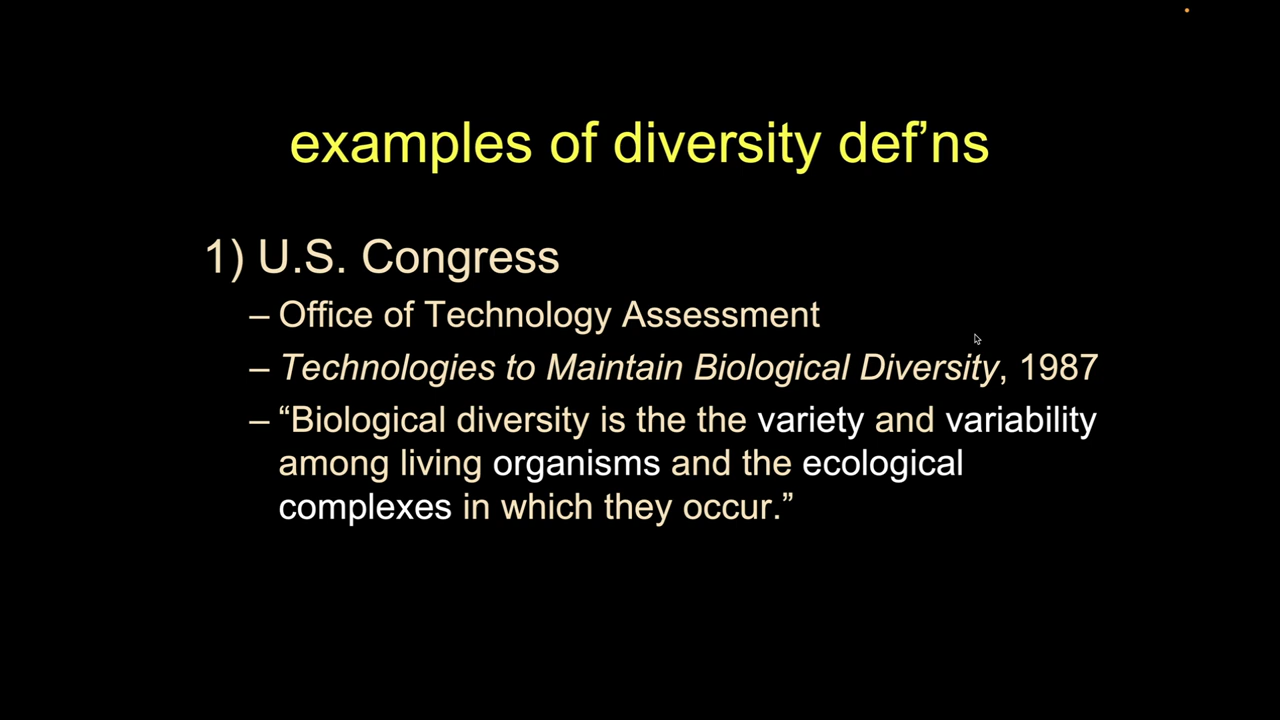 examples of diversity def’ns
1) U.S. Congress
– Office of Technology Assessment
– Technologies to Maintain Biological Diversity, 1987
– “Biological diversity is the the variety and variability
among living organisms and the ecological
complexes in which they occur.”